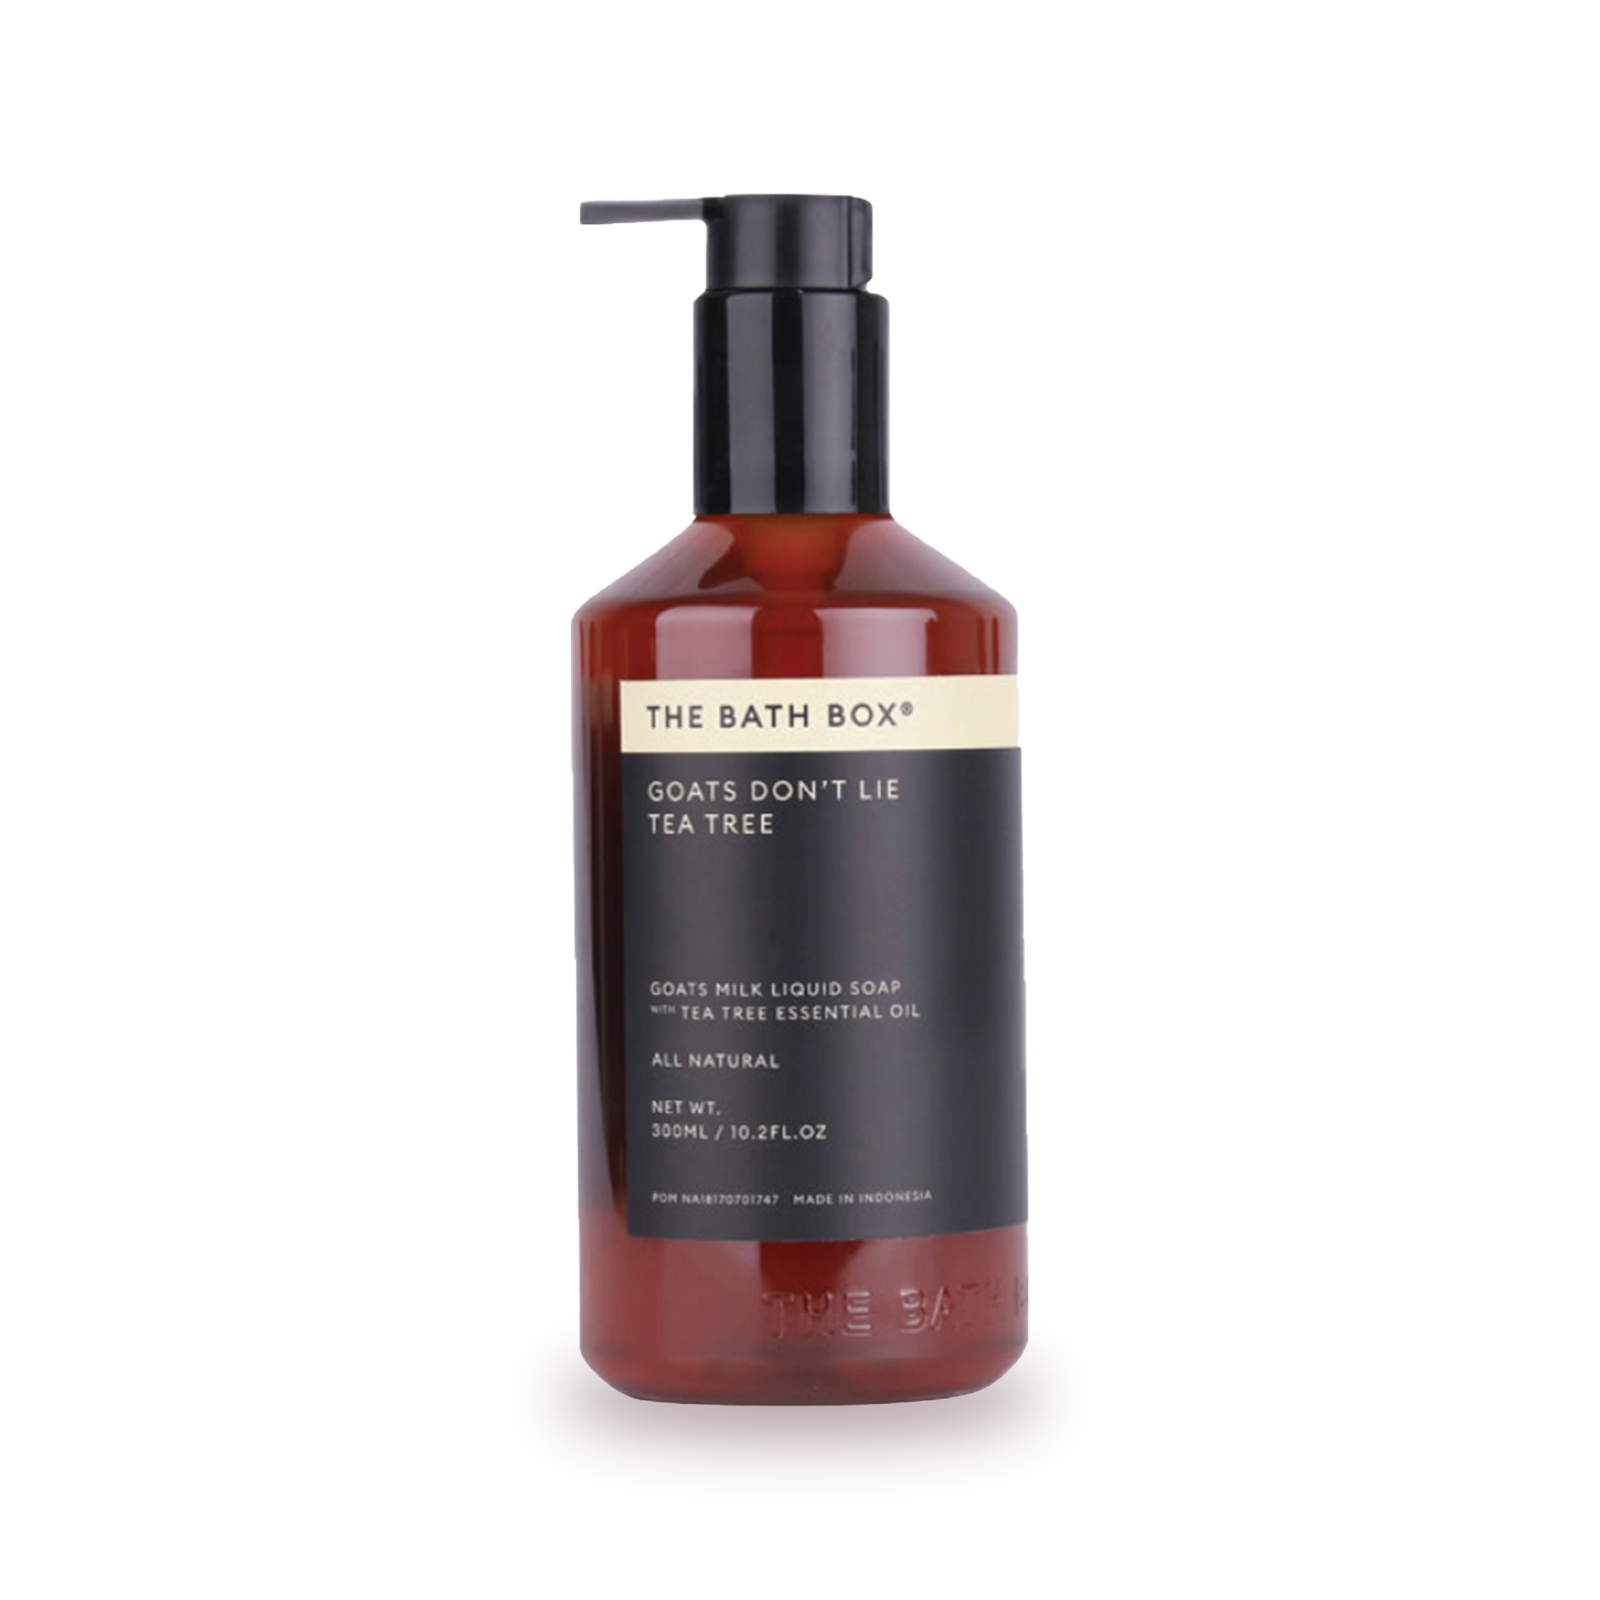 THE BATH BOX®
GOATS DON'T LIE
TEA TREE
GOATS MILK LIQUID SOAP
WITH TEA TREE ESSENTIAL OIL
ALL NATURAL
NET WT.
300ML / 10.2FL.OZ
POM NA18170701747 MADE IN INDONESIA
THE BATH